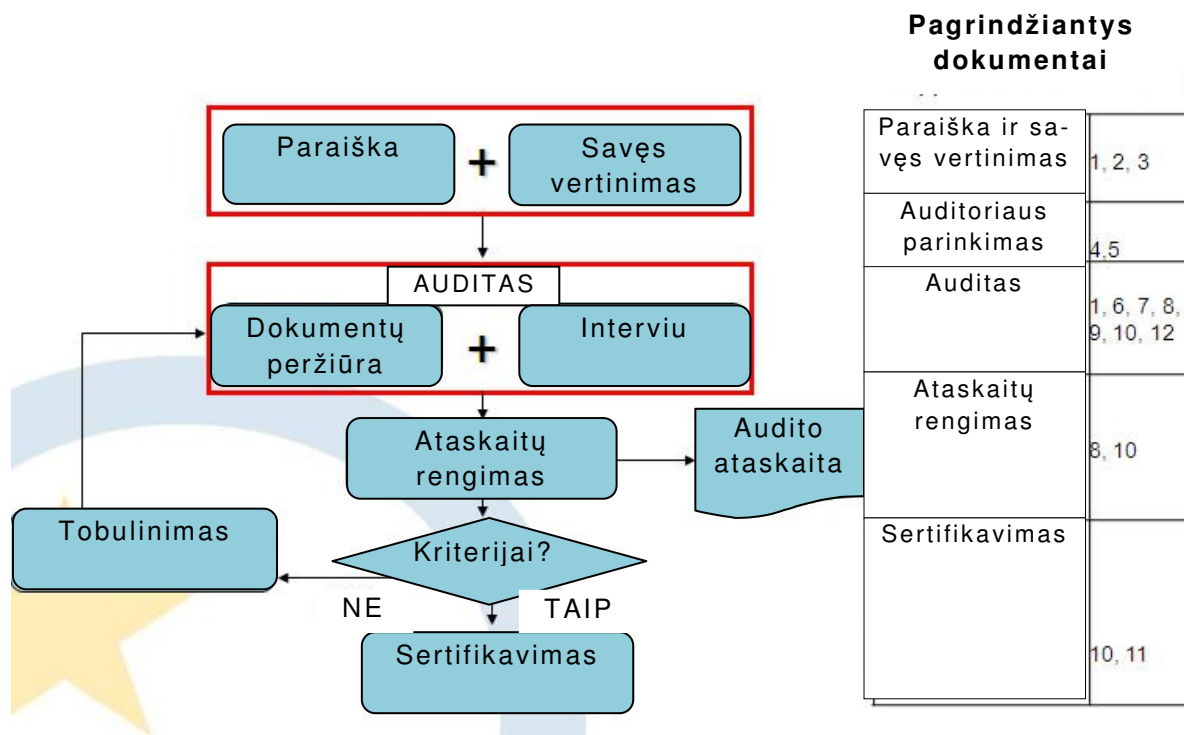 Pagrindžiantys
dokumentai
Paraiška
+
Savęs
vertinimas
AUDITAS
Dokumentų
peržiūra
+
Interviu
Ataskaitų
rengimas
Audito
ataskaita
Tobulinimas
Kriterijai?
NE
TAIP
Sertifikavimas
Paraiška ir sa-
vęs vertinimas
1, 2, 3
Auditoriaus
parinkimas
4,5
Auditas
1, 6, 7, 8,
9, 10, 12
Ataskaitų
rengimas
8, 10
Sertifikavimas
10, 11